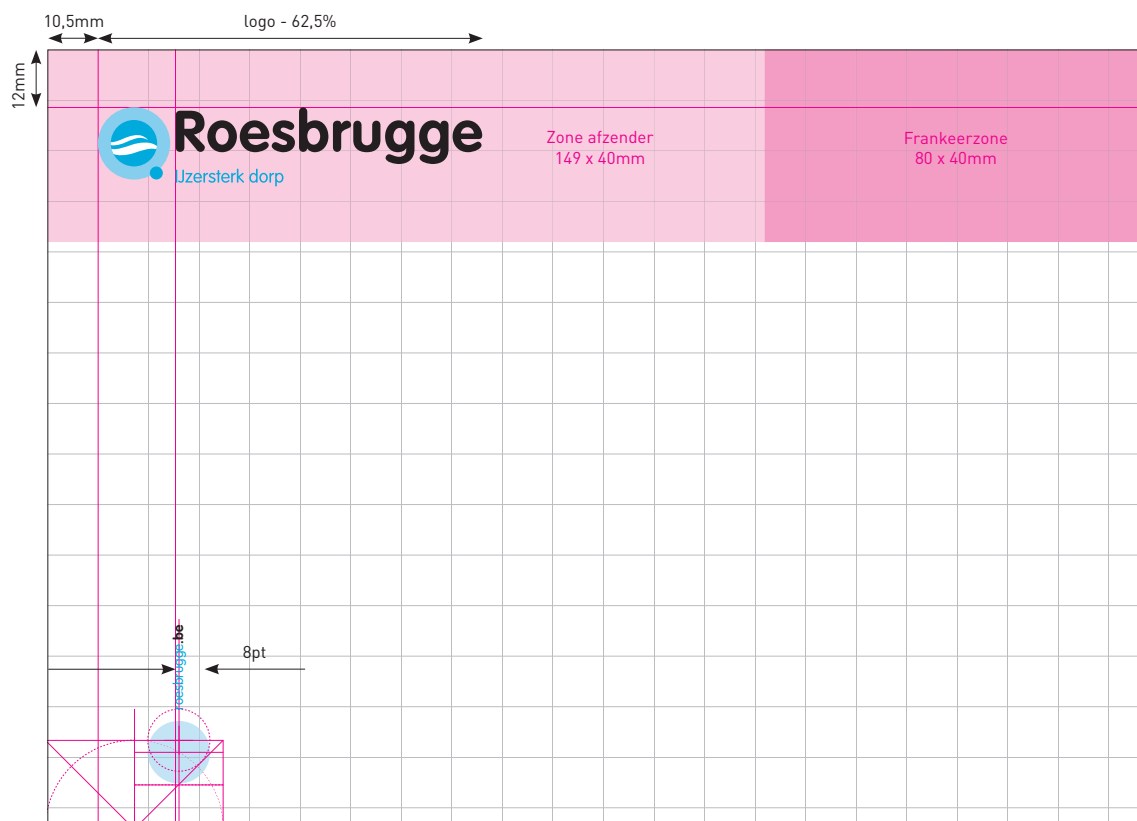 10,5mm
logo - 62,5%
12mm
Roesbrugge
IJzersterk dorp
Zone afzender
149 x 40mm
Frankeerzone
80 x 40mm
roesbrugge.be
8pt